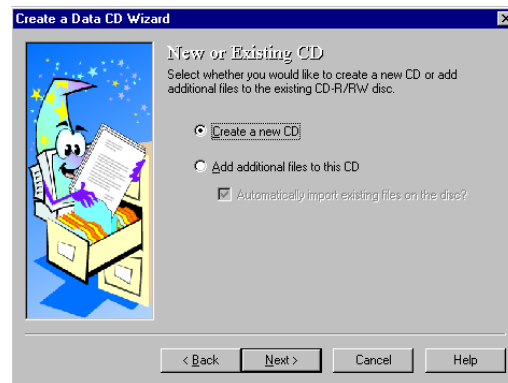 Create a Data CD Wizard
New or Existing CD
Select whether you would like to create a new CD or add
additional files to the existing CD-R/RW disc.
Create a new CD
Add additional files to this CD
Automatically import existing files on the disc?
< Back Next > Cancel Help